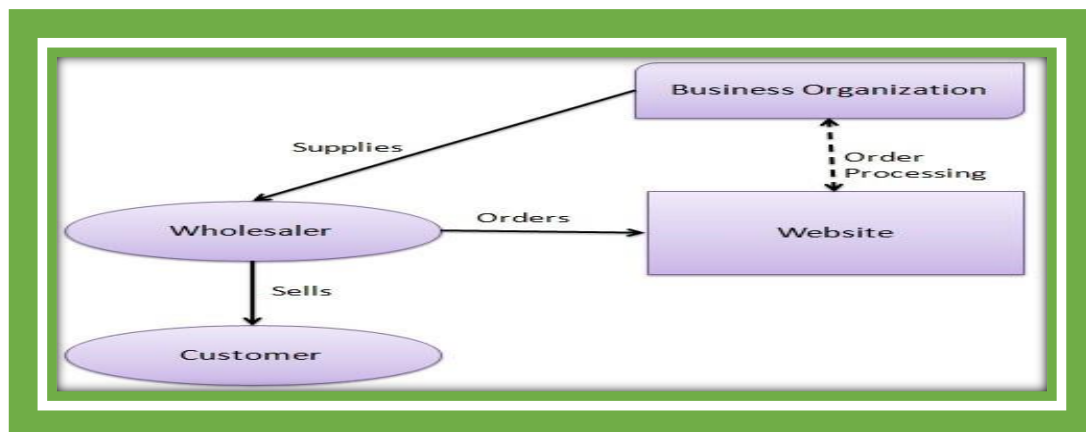 Business Organization
Supplies
Order
Processing
Wholesaler
Orders
Website
Sells
Customer